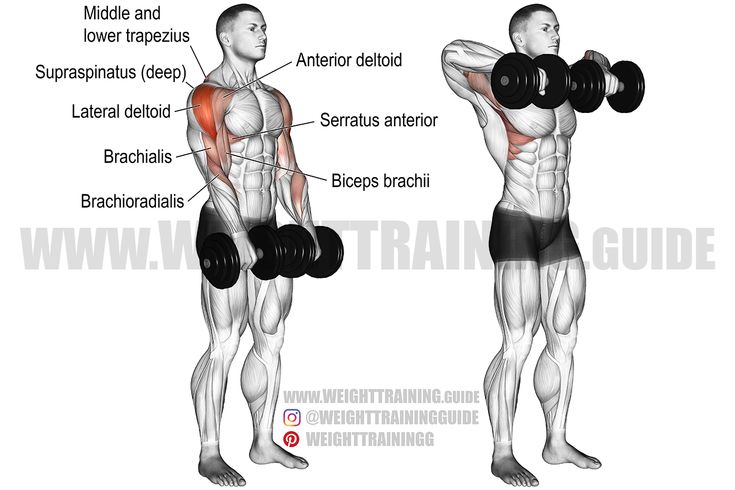 Middle and
lower trapezius
Supraspinatus (deep)
Anterior deltoid
Lateral deltoid
Serratus anterior
Brachialis
Biceps brachii
Brachioradialis
WWW.WEIGHTTRAINING.GUIDE
WWW.WEIGHTTRAINING.GUIDE
@WEIGHTTRAININGGUIDE
WEIGHTTRAININGG